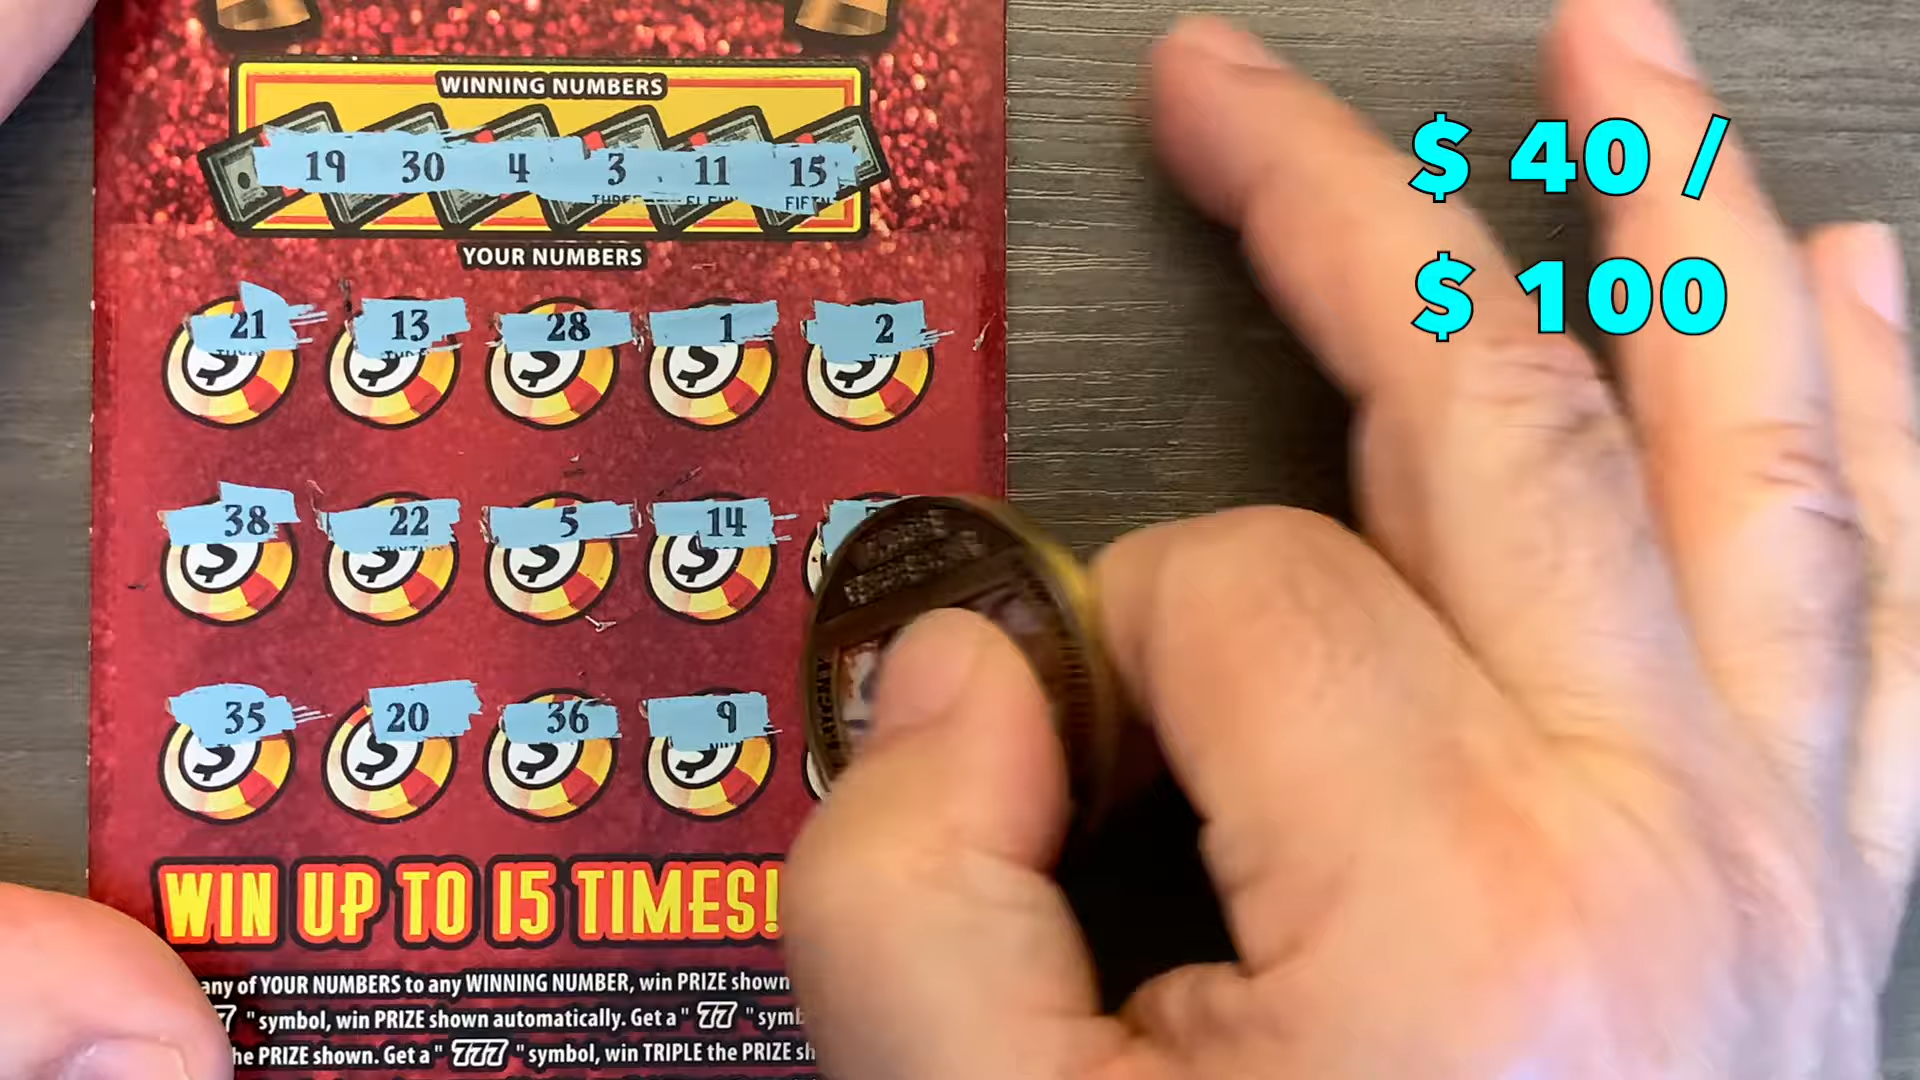 WINNING NUMBERS
19 30 4 3 11 15
YOUR NUMBERS
21 13 28 1 2
38 22 5 14
35 20 36 9
WIN UP TO 15 TIMES!
any of YOUR NUMBERS to any WINNING NUMBER, win PRIZE shown
" symbol, win PRIZE shown automatically. Get a " 77 "
he PRIZE shown. Get a " 777 " symbol, win TRIPLE the PRIZE
$ 40 /
$ 100